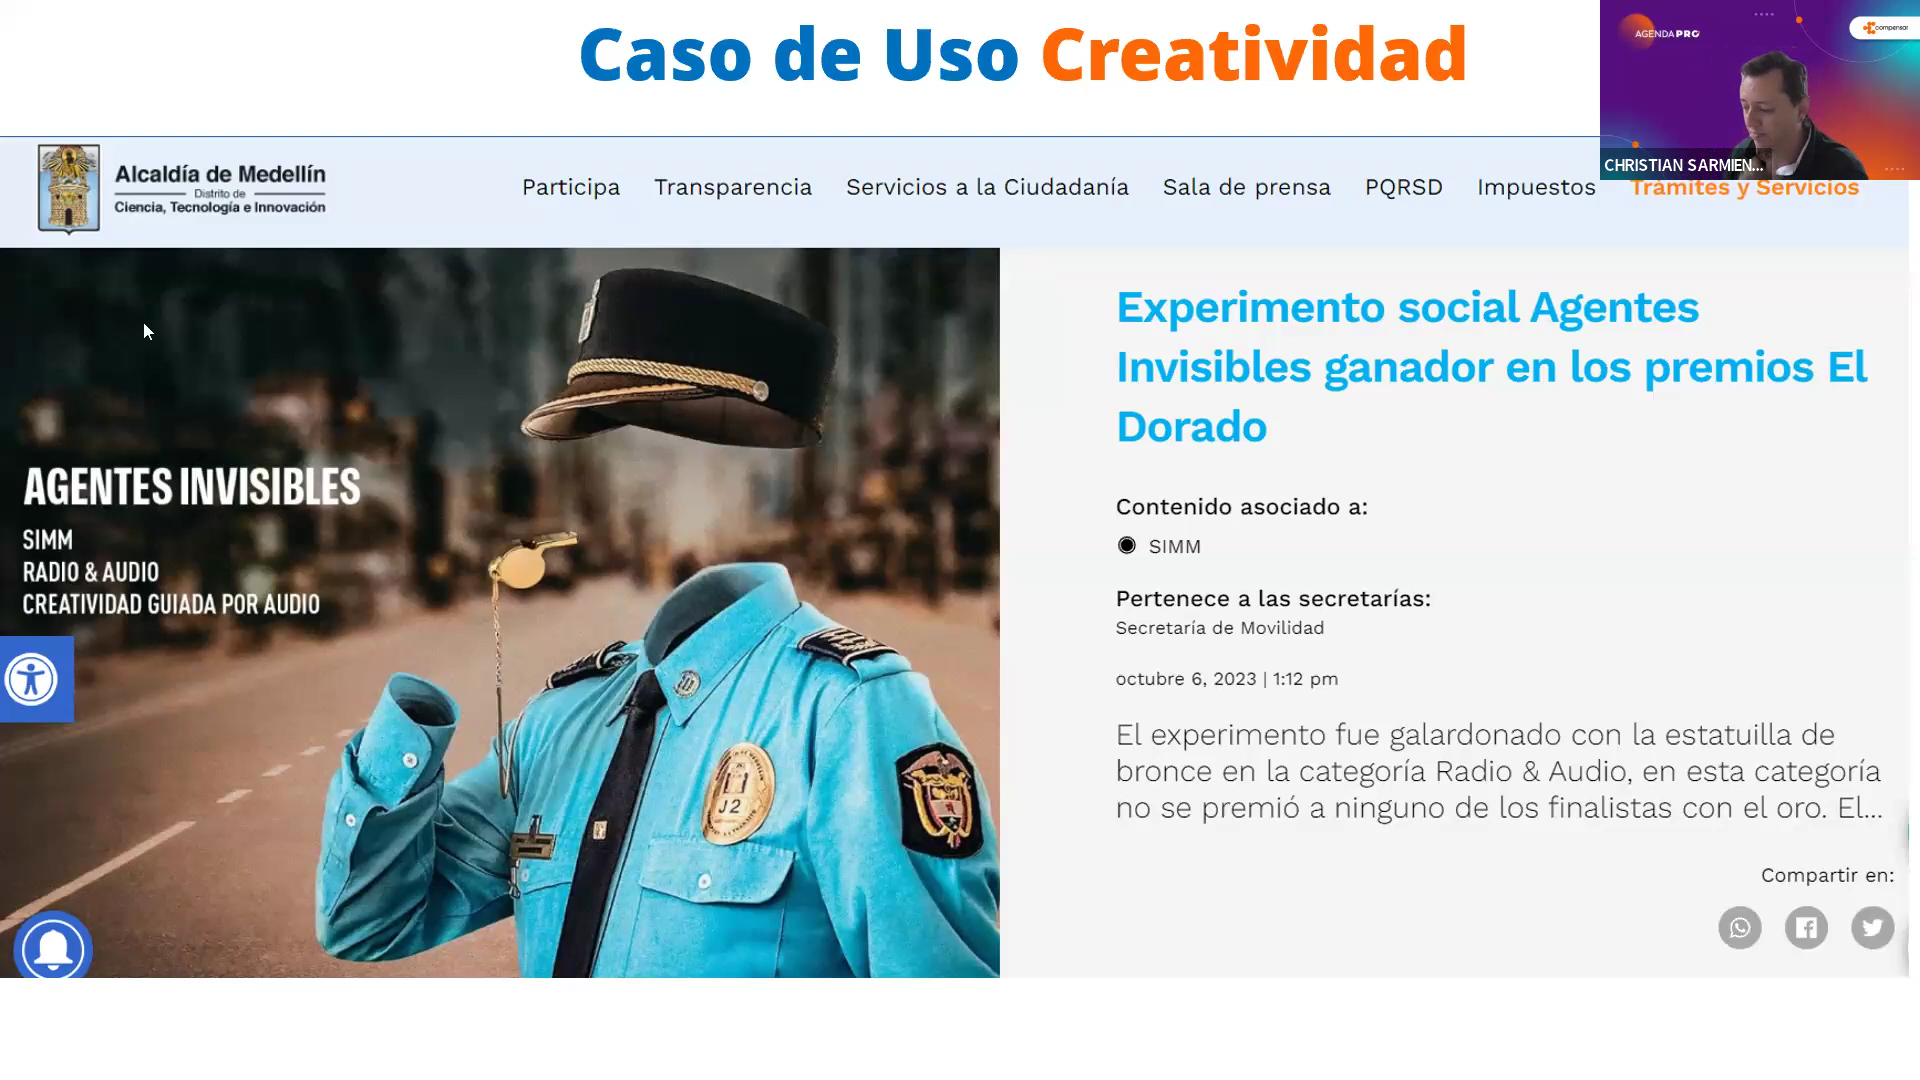 Caso de Uso Creatividad
AGENDAPRO
compensar
CHRISTIAN SARMIEN...
Alcaldía de Medellín
Distrito de
Ciencia, Tecnología e Innovación
Participa
Transparencia
Servicios a la Ciudadanía
Sala de prensa
PQRSD
Impuestos
Trámites y Servicios
AGENTES INVISIBLES
SIMM
RADIO & AUDIO
CREATIVIDAD GUIADA POR AUDIO
J2
Experimento social Agentes
Invisibles ganador en los premios El
Dorado
Contenido asociado a:
SIMM
Pertenece a las secretarías:
Secretaría de Movilidad
octubre 6, 2023 | 1:12 pm
El experimento fue galardonado con la estatuilla de
bronce en la categoría Radio & Audio, en esta categoría
no se premió a ninguno de los finalistas con el oro. El...
Compartir en: